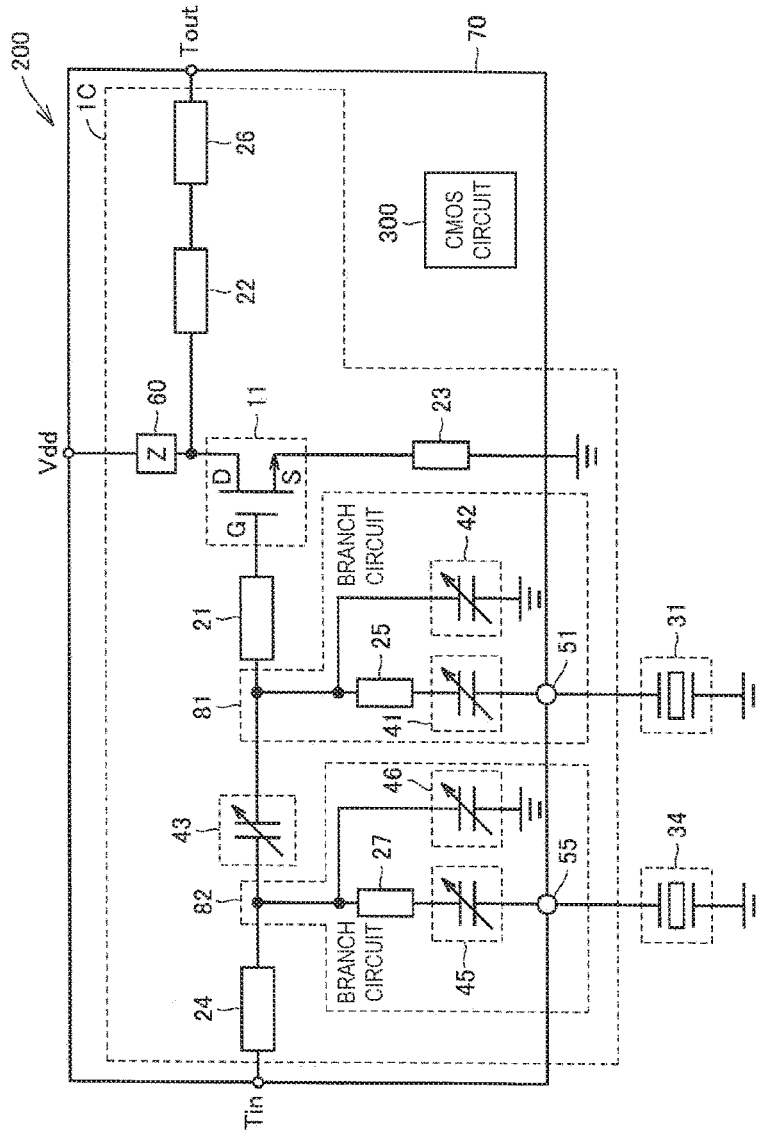 200
Vdd
1C
Tout
60
Z
22
26
70
11
D
G
S
43
21
81
82
24
Tin
23
BRANCH
CIRCUIT
42
25
41
51
31
BRANCH
CIRCUIT
46
27
45
55
34
300
CMOS
CIRCUIT